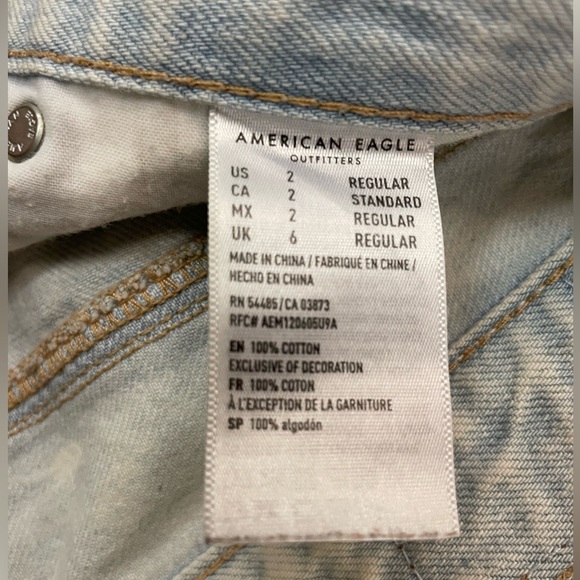 AMERICAN EAGLE
OUTFITTERS
US 2 REGULAR
CA 2 STANDARD
MX 2 REGULAR
UK 6 REGULAR
MADE IN CHINA / FABRIQUÉ EN CHINE /
HECHO EN CHINA
RN 54485/CA 03873
RFC# AEM120605U9A
EN 100% COTTON
EXCLUSIVE OF DECORATION
FR 100% COTON
À L'EXCEPTION DE LA GARNITURE
SP 100% algodón